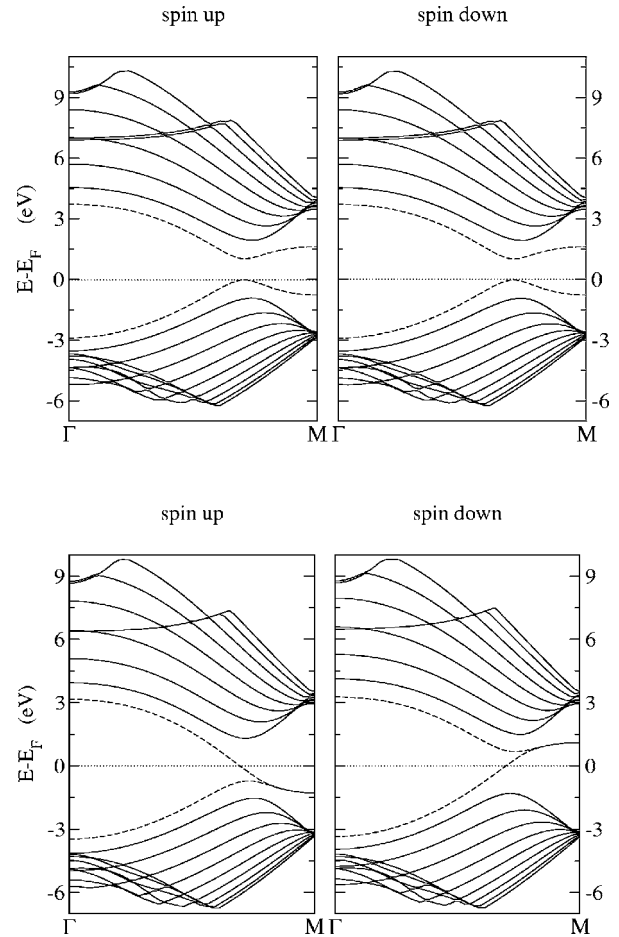 spin up spin down
9 9
6 6
3 3
0 0
-3 -3
-6 -6
E-E_F (eV)
Γ M Γ M
spin up spin down
9 9
6 6
3 3
0 0
-3 -3
-6 -6
E-E_F (eV)
Γ M Γ M